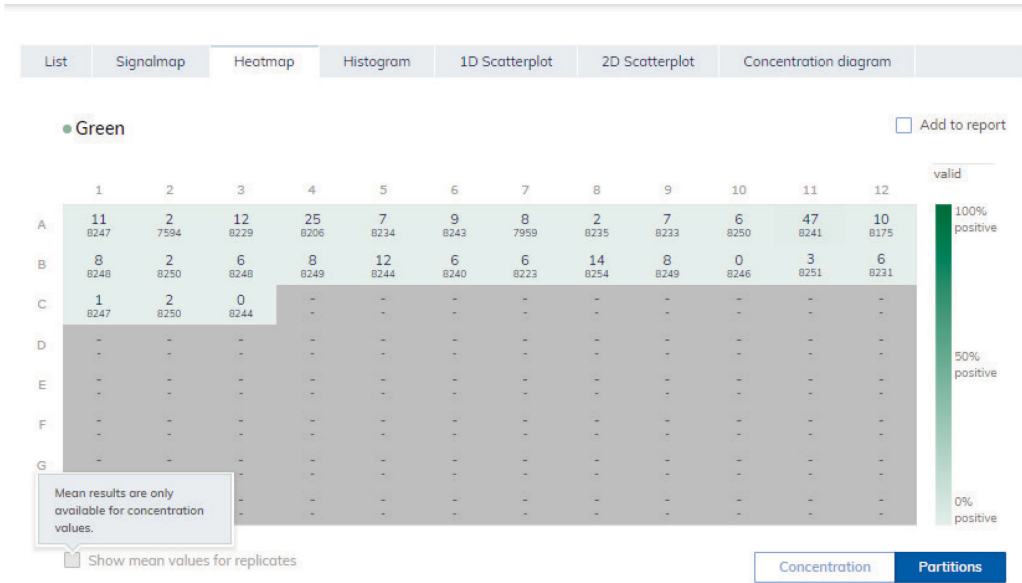 List Signalmap Heatmap Histogram 1D Scatterplot 2D Scatterplot Concentration diagram
Green
Add to report
valid
1 2 3 4 5 6 7 8 9 10 11 12
A 11 2 12 25 7 9 8 2 7 6 47 10
8247 7594 8229 8206 8234 8243 7959 8235 8233 8250 8241 8175
B 8 2 6 8 12 6 6 14 8 0 3 6
8248 8250 8248 8249 8244 8240 8223 8254 8249 8246 8251 8231
C 1 2 0 - - - - - - - - -
8247 8250 8244 - - - - - - - - -
D - - - - - - - - - - - -
- - - - - - - - - - - -
E - - - - - - - - - - - -
- - - - - - - - - - - -
F - - - - - - - - - - - -
- - - - - - - - - - - -
G - - - - - - - - - - - -
- - - - - - - - - -
- - - - - - - - - -
- - - - - - - - - -
100%
positive
50%
positive
0%
positive
Mean results are only
available for concentration
values.
Show mean values for replicates
Concentration Partitions